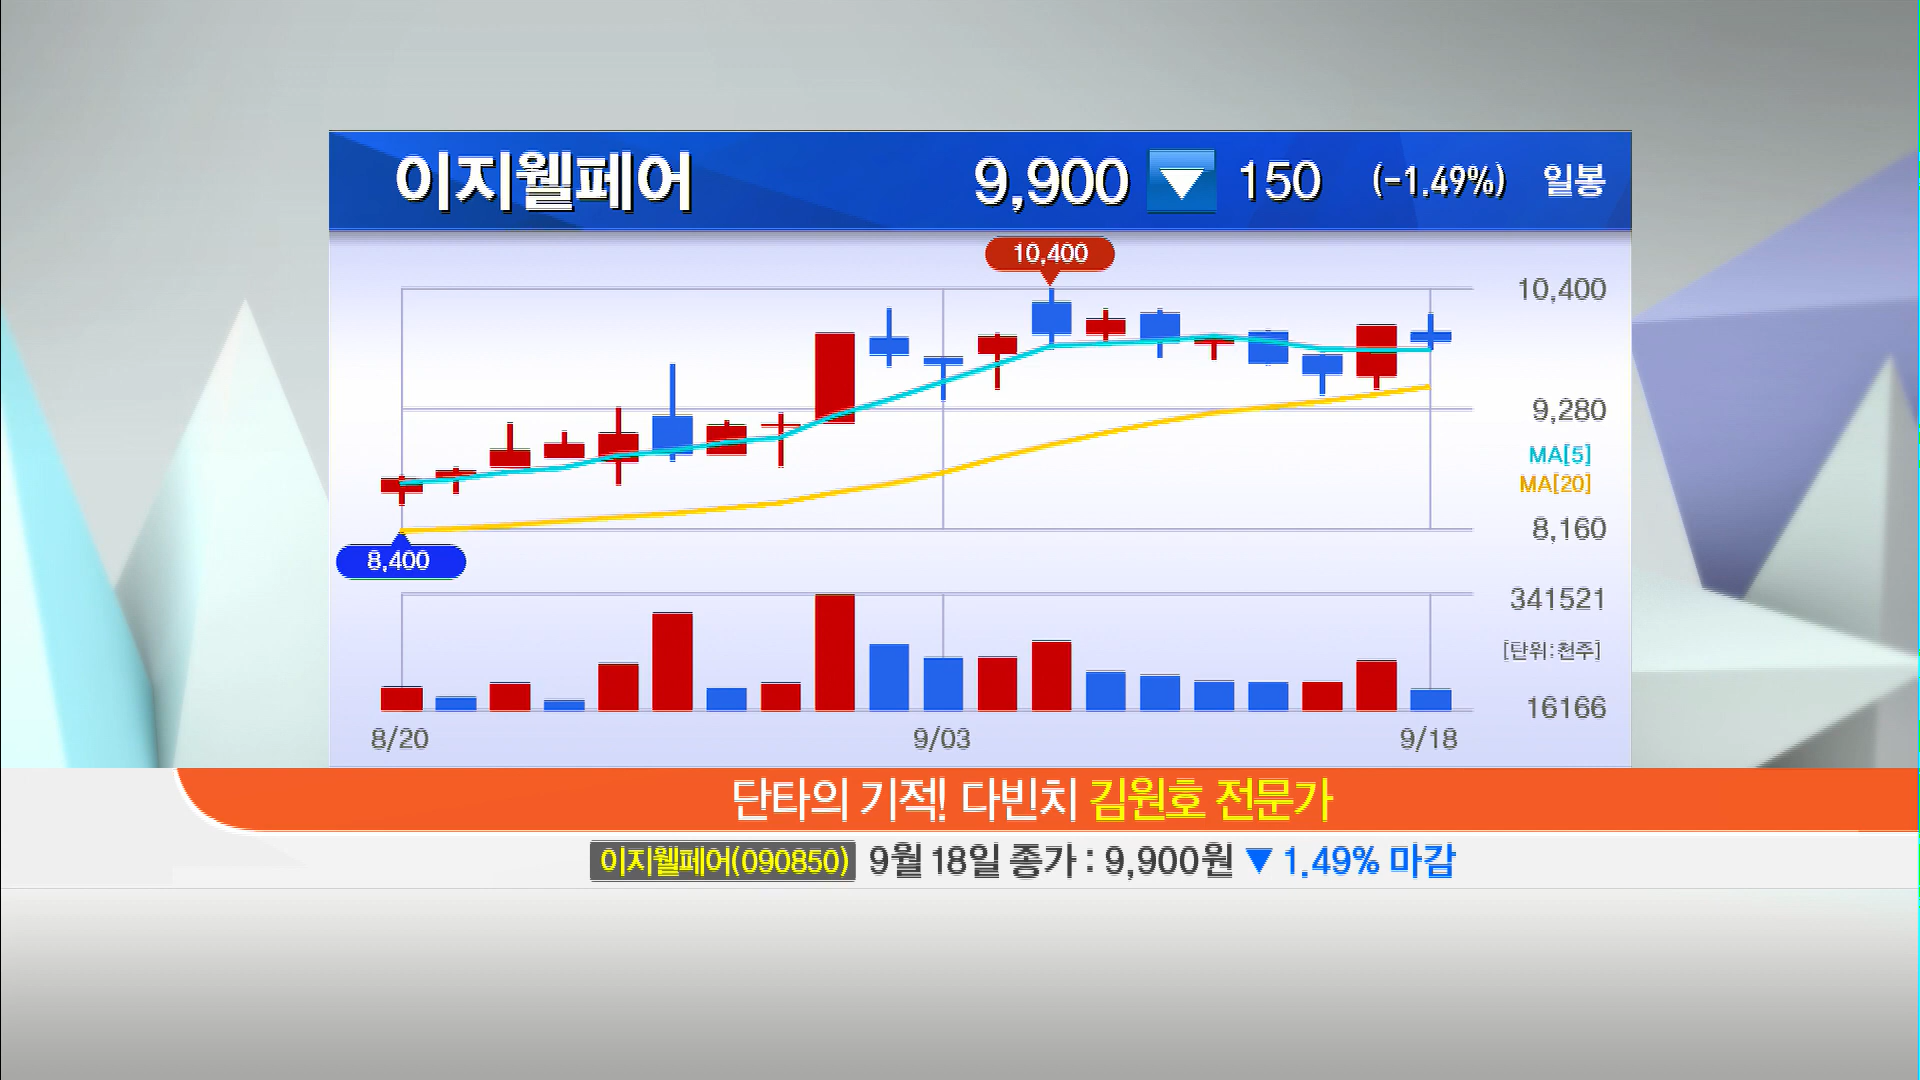 이지웰페어 9,900 ▼ 150 (-1.49%) 일봉
10,400
10,400
9,280
MA[5]
MA[20]
8,160
8,400
341521
[단위:천주]
16166
8/20 9/03 9/18
단타의 기적! 다빈치 김원호 전문가
이지웰페어(090850) 9월 18일 종가 : 9,900원 ▼ 1.49% 마감